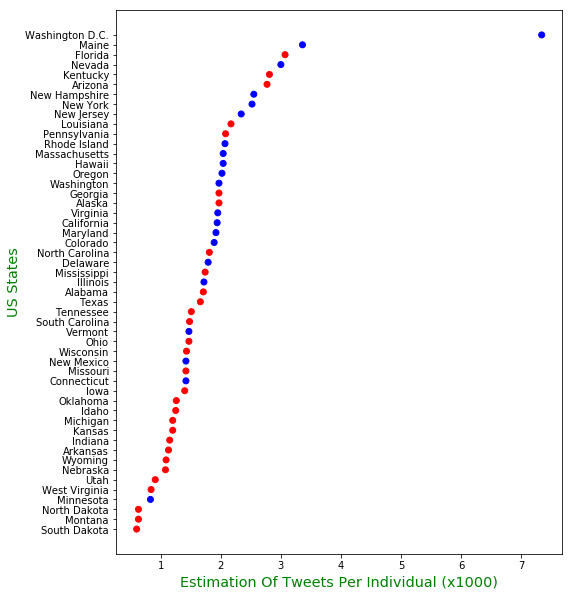 Washington D.C.
Maine
Florida
Nevada
Kentucky
Arizona
New Hampshire
New York
New Jersey
Louisiana
Pennsylvania
Rhode Island
Massachusetts
Hawaii
Oregon
Washington
Georgia
Alaska
Virginia
California
Maryland
Colorado
North Carolina
Delaware
Mississippi
Illinois
Alabama
Texas
Tennessee
South Carolina
Vermont
Ohio
Wisconsin
New Mexico
Missouri
Connecticut
Iowa
Oklahoma
Idaho
Michigan
Kansas
Indiana
Arkansas
Wyoming
Nebraska
Utah
West Virginia
Minnesota
North Dakota
Montana
South Dakota
US States
1 2 3 4 5 6 7
Estimation Of Tweets Per Individual (x1000)